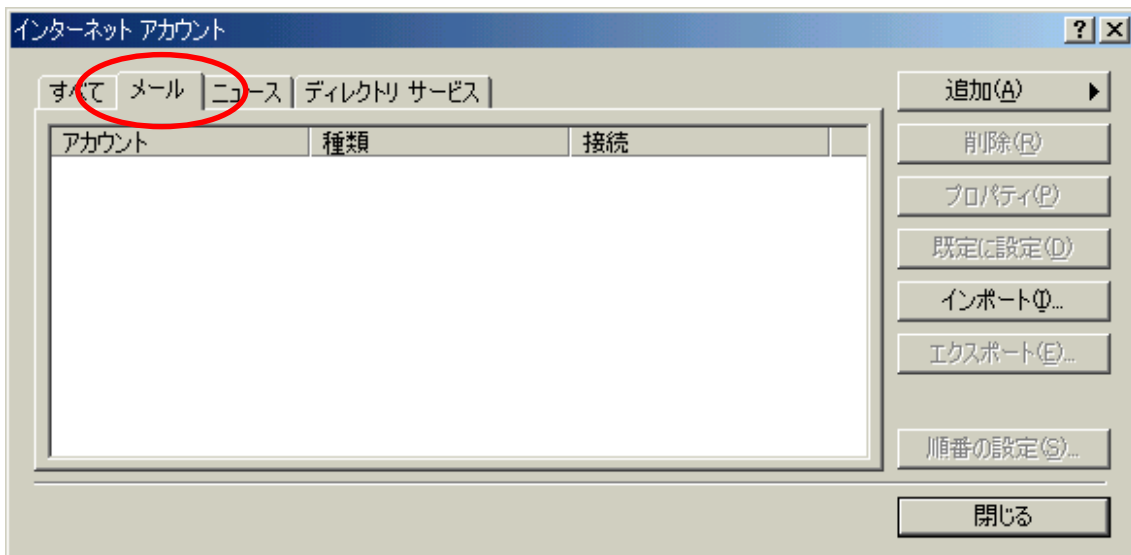 インターネット アカウント
すべて メール ニュース ディレクトリ サービス
アカウント 種類 接続
追加(A)
削除(R)
プロパティ(P)
既定に設定(D)
インポート(I)...
エクスポート(E)...
順番の設定(S)...
閉じる